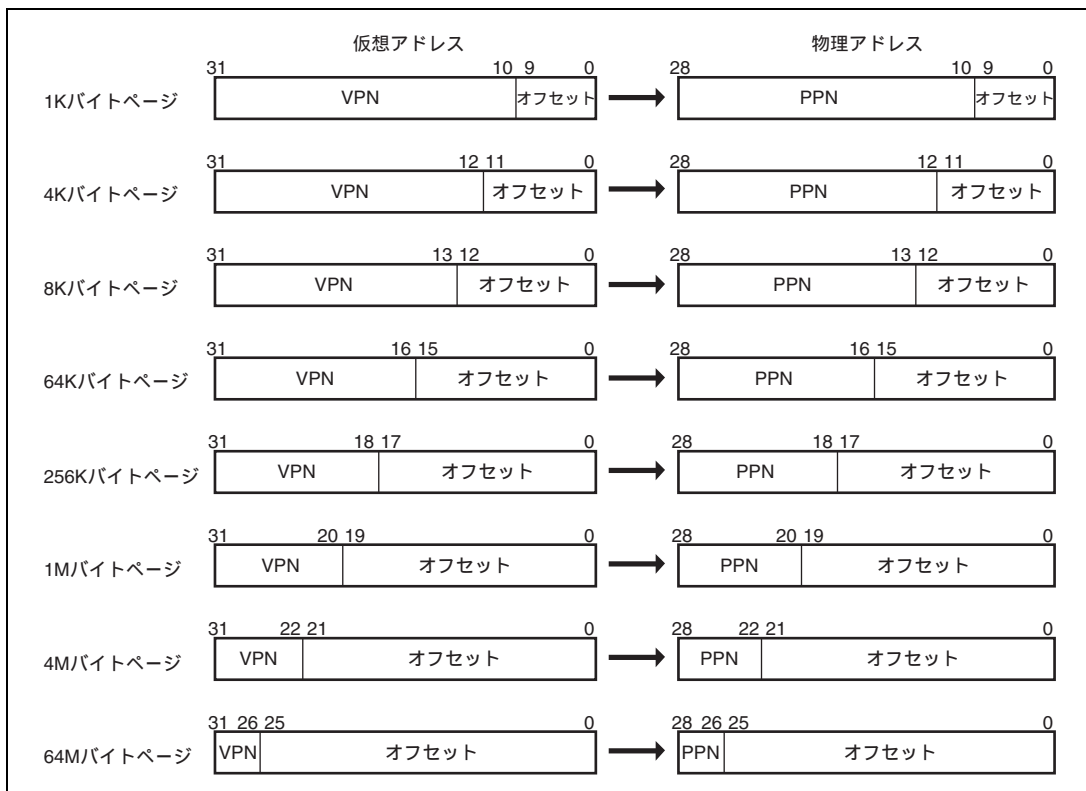 仮想アドレス 物理アドレス
31 10 9 0 28 10 9 0
1Kバイトページ VPN オフセット PPN オフセット
31 12 11 0 28 12 11 0
4Kバイトページ VPN オフセット PPN オフセット
31 13 12 0 28 13 12 0
8Kバイトページ VPN オフセット PPN オフセット
31 16 15 0 28 16 15 0
64Kバイトページ VPN オフセット PPN オフセット
31 18 17 0 28 18 17 0
256Kバイトページ VPN オフセット PPN オフセット
31 20 19 0 28 20 19 0
1Mバイトページ VPN オフセット PPN オフセット
31 22 21 0 28 22 21 0
4Mバイトページ VPN オフセット PPN オフセット
31 26 25 0 28 26 25 0
64Mバイトページ VPN オフセット PPN オフセット